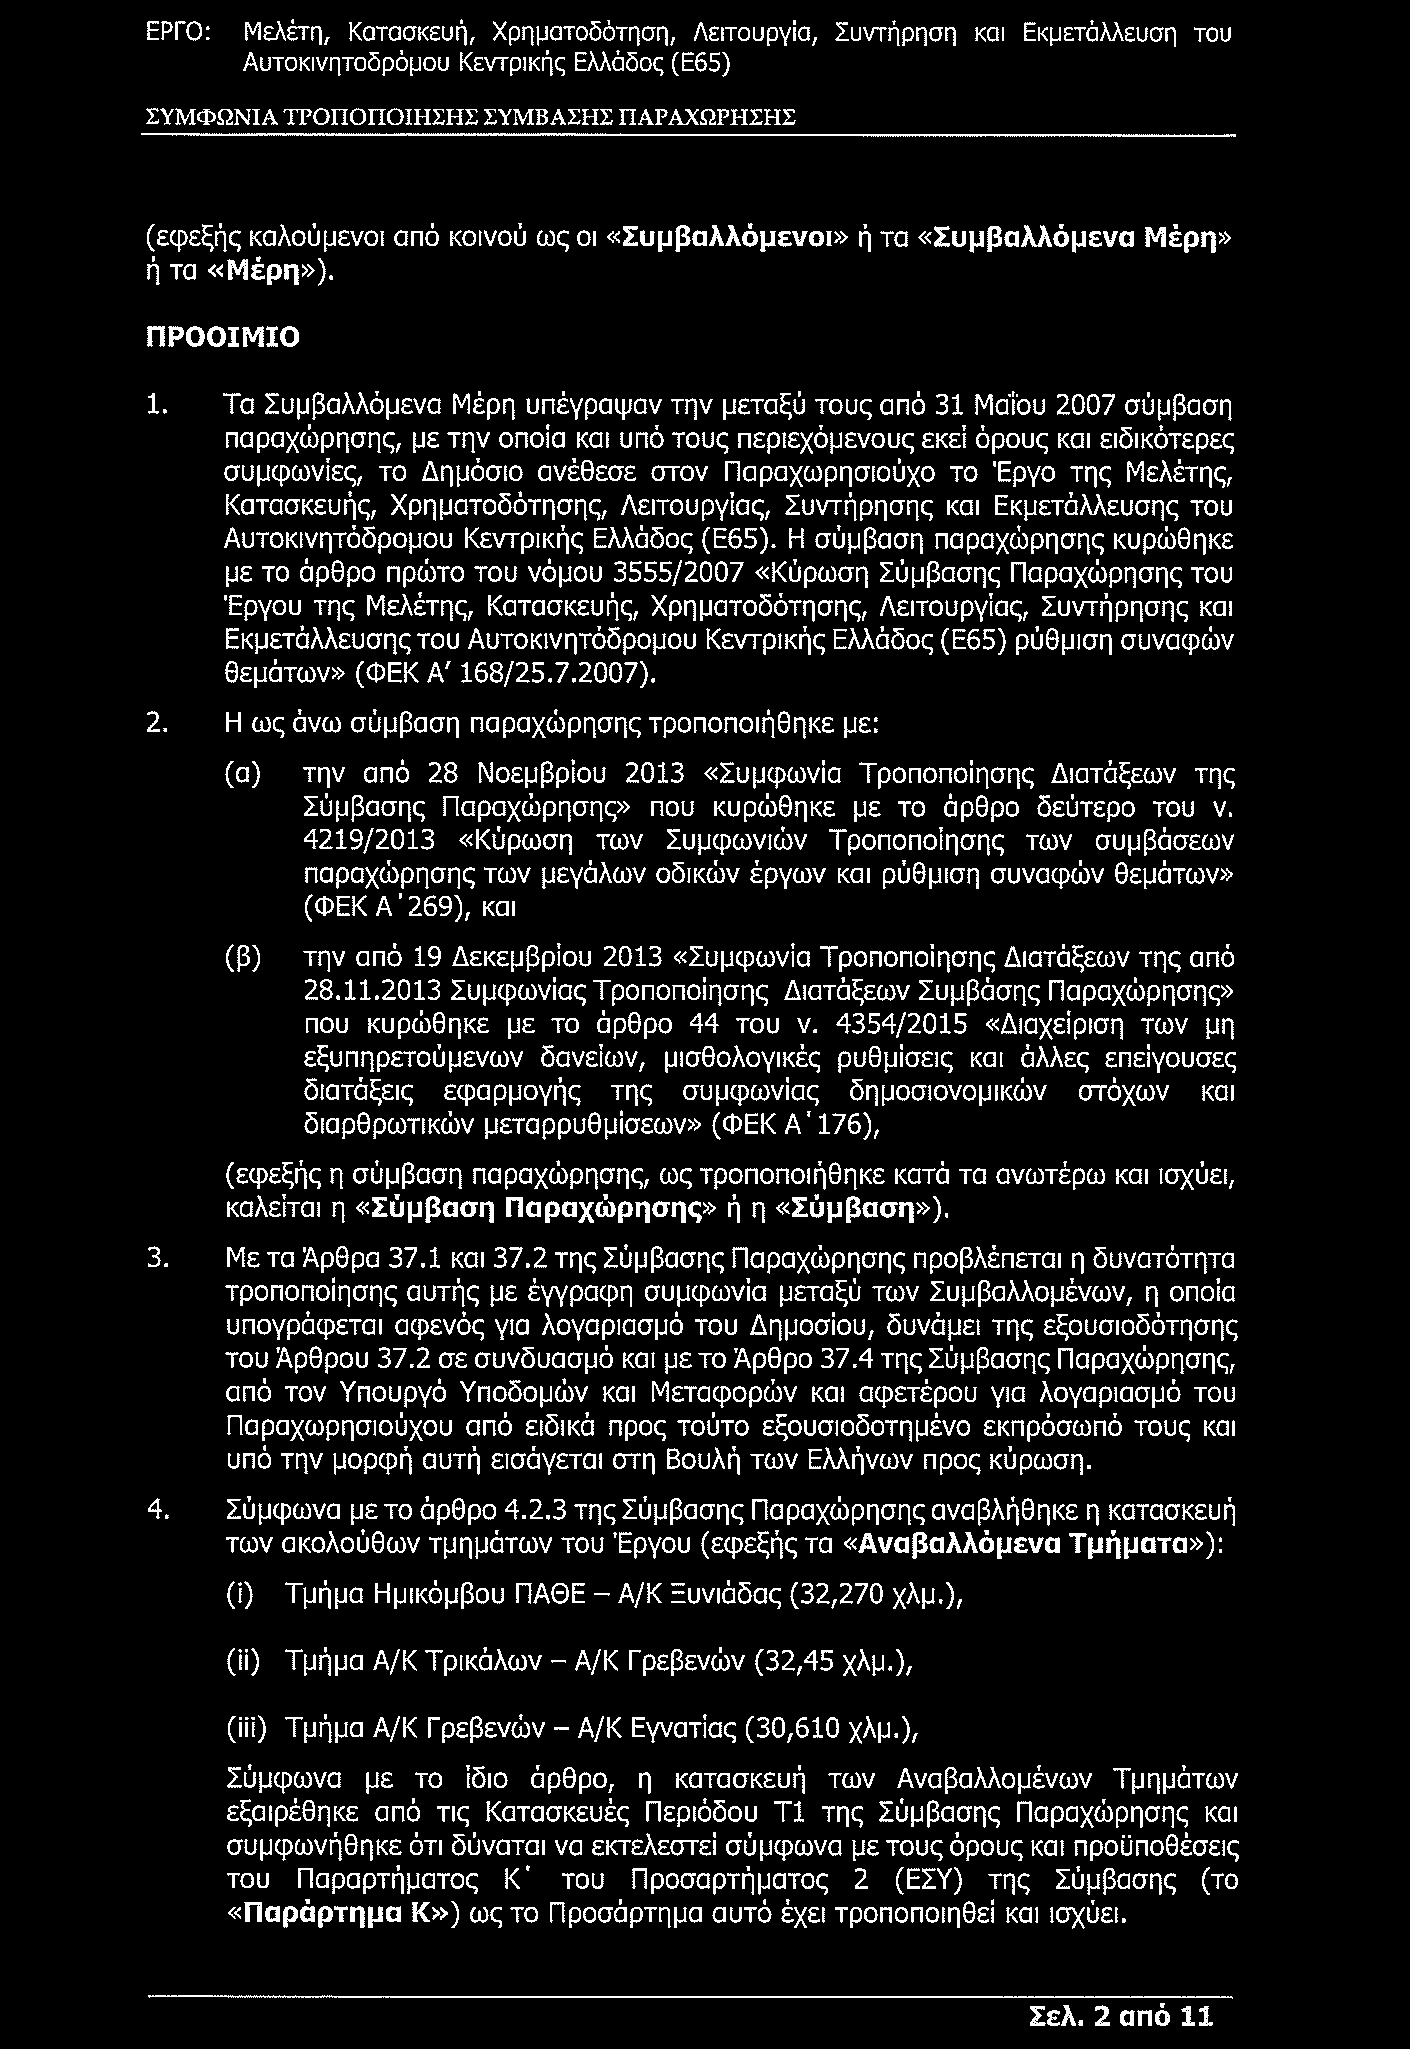 ΕΡΓΟ: Μελέτη, Κατασκευή, Χρηματοδότηση, Λειτουργία, Συντήρηση και Εκμετάλλευση του
Αυτοκινητοδρόμου Κεντρικής Ελλάδος (Ε65)
ΣΥΜΦΩΝΙΑ ΤΡΟΠΟΠΟΙΗΣΗΣ ΣΥΜΒΑΣΗΣ ΠΑΡΑΧΩΡΗΣΗΣ
(εφεξής καλούμενοι από κοινού ως οι «Συμβαλλόμενοι» ή τα «Συμβαλλόμενα Μέρη»
ή τα «Μέρη»).
ΠΡΟΟΙΜΙΟ
1. Τα Συμβαλλόμενα Μέρη υπέγραψαν την μεταξύ τους από 31 Μαΐου 2007 σύμβαση
παραχώρησης, με την οποία και υπό τους περιεχόμενους εκεί όρους και ειδικότερες
συμφωνίες, το Δημόσιο ανέθεσε στον Παραχωρησιούχο το Έργο της Μελέτης,
Κατασκευής, Χρηματοδότησης, Λειτουργίας, Συντήρησης και Εκμετάλλευσης του
Αυτοκινητόδρομου Κεντρικής Ελλάδος (Ε65). Η σύμβαση παραχώρησης κυρώθηκε
με το άρθρο πρώτο του νόμου 3555/2007 «Κύρωση Σύμβασης Παραχώρησης του
Έργου της Μελέτης, Κατασκευής, Χρηματοδότησης, Λειτουργίας, Συντήρησης και
Εκμετάλλευσης του Αυτοκινητόδρομου Κεντρικής Ελλάδος (Ε65) ρύθμιση συναφών
θεμάτων» (ΦΕΚ Α' 168/25.7.2007).
2. Η ως άνω σύμβαση παραχώρησης τροποποιήθηκε με:
(α) την από 28 Νοεμβρίου 2013 «Συμφωνία Τροποποίησης Διατάξεων της
Σύμβασης Παραχώρησης» που κυρώθηκε με το άρθρο δεύτερο του ν.
4219/2013 «Κύρωση των Συμφωνιών Τροποποίησης των συμβάσεων
παραχώρησης των μεγάλων οδικών έργων και ρύθμιση συναφών θεμάτων»
(ΦΕΚ Α΄269), και
(β) την από 19 Δεκεμβρίου 2013 «Συμφωνία Τροποποίησης Διατάξεων της από
28.11.2013 Συμφωνίας Τροποποίησης Διατάξεων Συμβάσης Παραχώρησης»
που κυρώθηκε με το άρθρο 44 του ν. 4354/2015 «Διαχείριση των μη
εξυπηρετούμενων δανείων, μισθολογικές ρυθμίσεις και άλλες επείγουσες
διατάξεις εφαρμογής της συμφωνίας δημοσιονομικών στόχων και
διαρθρωτικών μεταρρυθμίσεων» (ΦΕΚ Α΄176),
(εφεξής η σύμβαση παραχώρησης, ως τροποποιήθηκε κατά τα ανωτέρω και ισχύει,
καλείται η «Σύμβαση Παραχώρησης» ή η «Σύμβαση»).
3. Με τα Άρθρα 37.1 και 37.2 της Σύμβασης Παραχώρησης προβλέπεται η δυνατότητα
τροποποίησης αυτής με έγγραφη συμφωνία μεταξύ των Συμβαλλομένων, η οποία
υπογράφεται αφενός για λογαριασμό του Δημοσίου, δυνάμει της εξουσιοδότησης
του Άρθρου 37.2 σε συνδυασμό και με το Άρθρο 37.4 της Σύμβασης Παραχώρησης,
από τον Υπουργό Υποδομών και Μεταφορών και αφετέρου για λογαριασμό του
Παραχωρησιούχου από ειδικά προς τούτο εξουσιοδοτημένο εκπρόσωπό τους και
υπό την μορφή αυτή εισάγεται στη Βουλή των Ελλήνων προς κύρωση.
4. Σύμφωνα με το άρθρο 4.2.3 της Σύμβασης Παραχώρησης αναβλήθηκε η κατασκευή
των ακολούθων τμημάτων του Έργου (εφεξής τα «Αναβαλλόμενα Τμήματα»):
(i) Τμήμα Ημικόμβου ΠΑΘΕ – Α/Κ Ξυνιάδας (32,270 χλμ.),
(ii) Τμήμα Α/Κ Τρικάλων – Α/Κ Γρεβενών (32,45 χλμ.),
(iii) Τμήμα Α/Κ Γρεβενών – Α/Κ Εγνατίας (30,610 χλμ.),
Σύμφωνα με το ίδιο άρθρο, η κατασκευή των Αναβαλλομένων Τμημάτων
εξαιρέθηκε από τις Κατασκευές Περιόδου Τ1 της Σύμβασης Παραχώρησης και
συμφωνήθηκε ότι δύναται να εκτελεστεί σύμφωνα με τους όρους και προϋποθέσεις
του Παραρτήματος Κ΄ του Προσαρτήματος 2 (ΕΣΥ) της Σύμβασης (το
«Παράρτημα Κ») ως το Προσάρτημα αυτό έχει τροποποιηθεί και ισχύει.
Σελ. 2 από 11